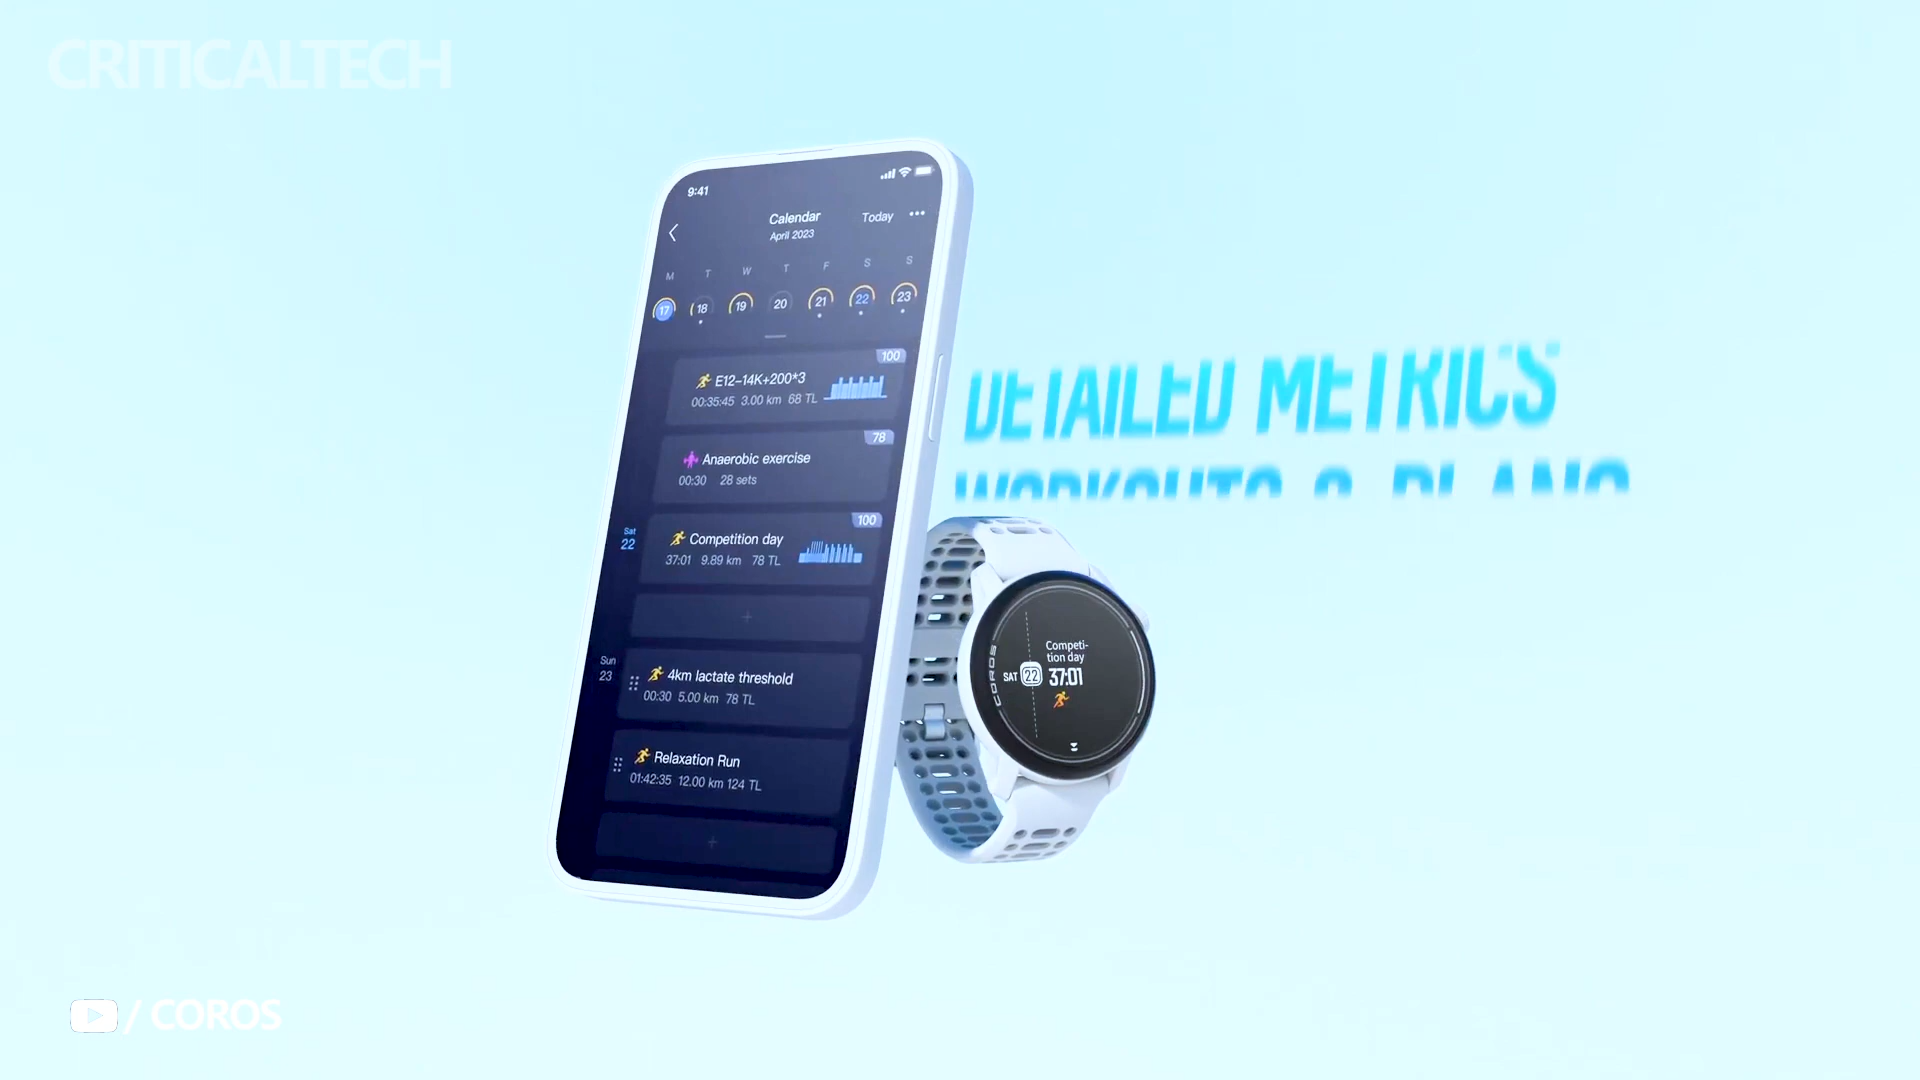 CRITICALTECH
9:41
Calendar
Today
April 2023
M T W T F S S
17 18 19 20 21 22 23
100
E12-14K+200*3
00:35:45 3.00 km 68 TL
78
Anaerobic exercise
00:30 28 sets
100
Sat
22
Competition day
37:01 9.89 km 78 TL
+
Sun
23
4km lactate threshold
00:30 5.00 km 78 TL
Relaxation Run
01:42:35 12.00 km 124 TL
+
DETAILED METRICS
WORKOUTS & PLANS
COROS
Competi-
tion day
SAT 22 37:01
/ COROS